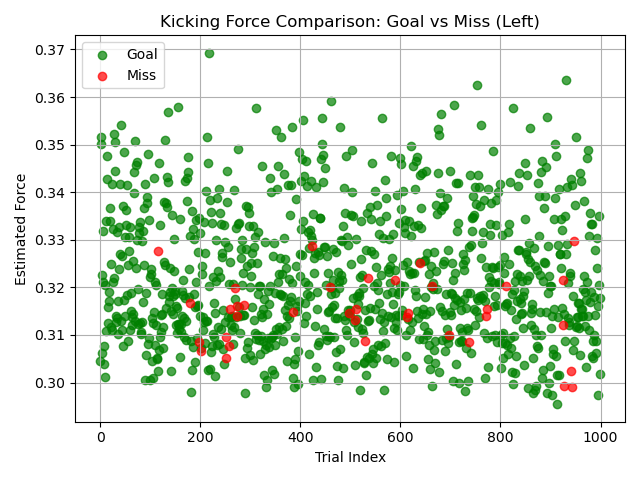 Kicking Force Comparison: Goal vs Miss (Left)
Goal
Miss
0.37
0.36
0.35
0.34
0.33
0.32
0.31
0.30
Estimated Force
0 200 400 600 800 1000
Trial Index